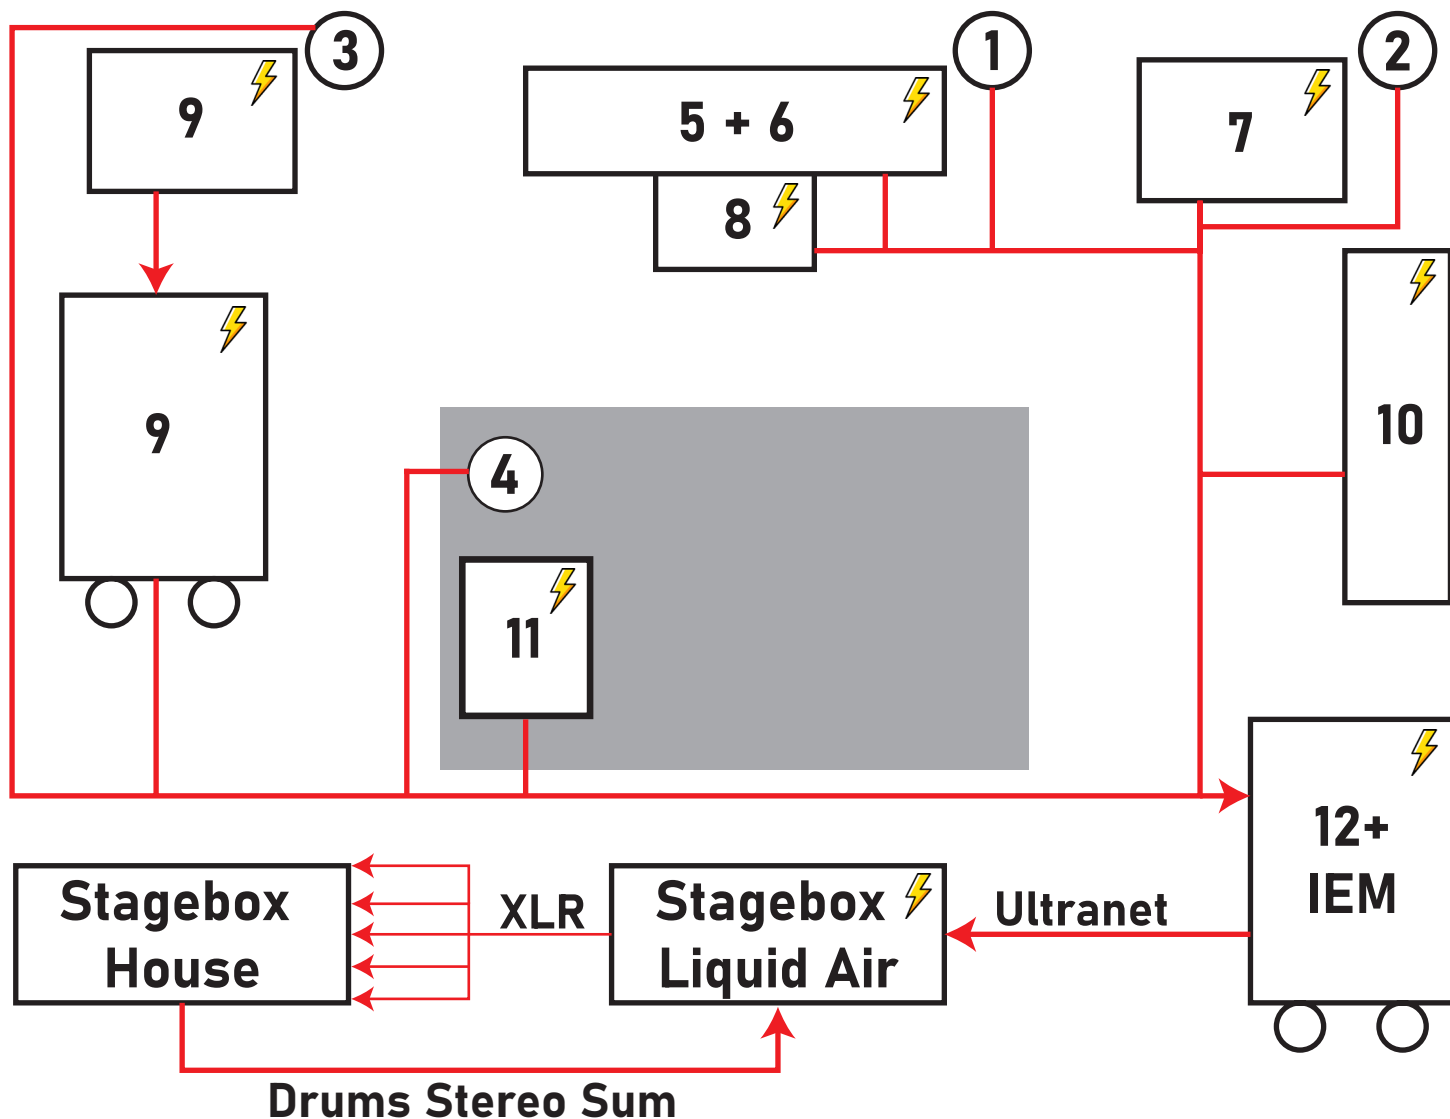 3
1
2
9
5 + 6
7
8
9
10
4
11
12+
IEM
Stagebox
House
XLR
Stagebox
Liquid Air
Ultranet
Drums Stereo Sum